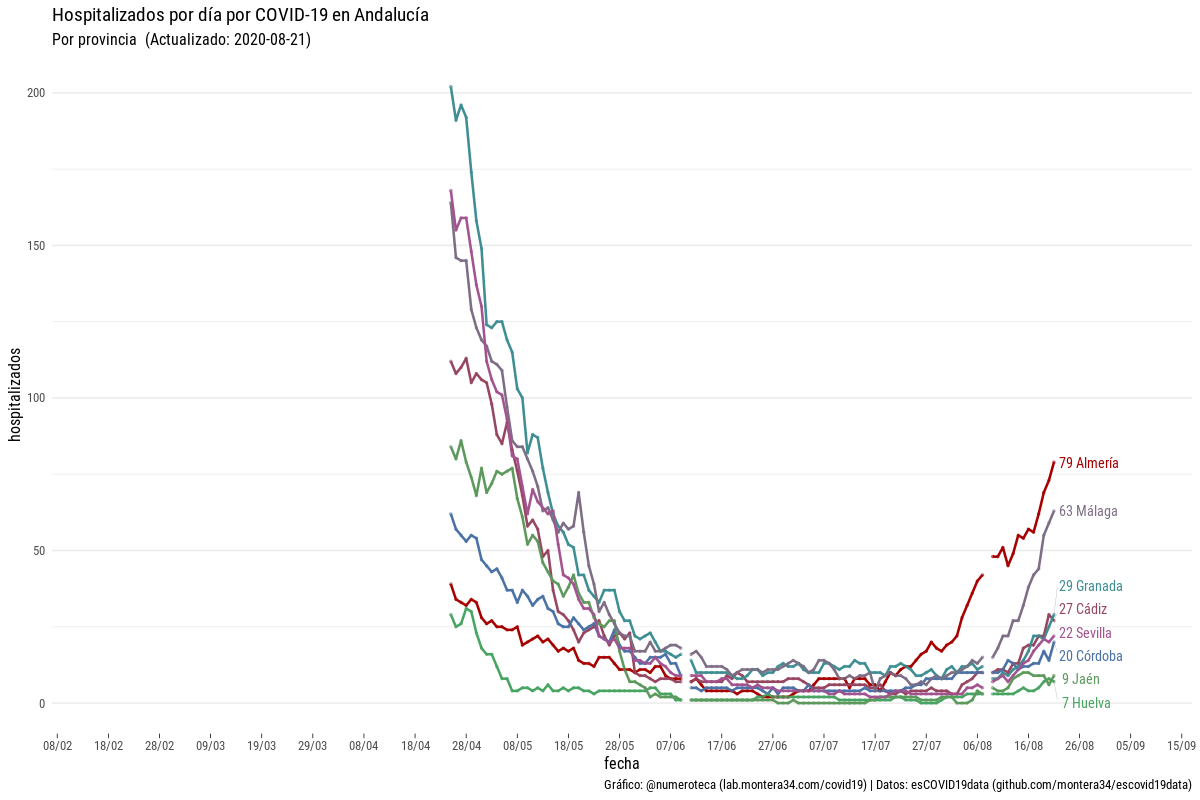 Hospitalizados por día por COVID-19 en Andalucía
Por provincia (Actualizado: 2020-08-21)
hospitalizados
200
150
100
50
0
79 Almería
63 Málaga
29 Granada
27 Cádiz
22 Sevilla
20 Córdoba
9 Jaén
7 Huelva
08/02 18/02 28/02 09/03 19/03 29/03 08/04 18/04 28/04 08/05 18/05 28/05 07/06 17/06 27/06 07/07 17/07 27/07 06/08 16/08 26/08 05/09 15/09
fecha
Gráfico: @numeroteca (lab.montera34.com/covid19) | Datos: esCOVID19data (github.com/montera34/escovid19data)